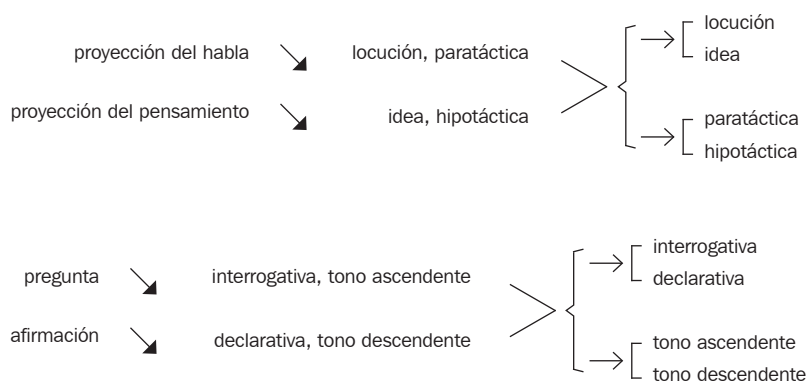 locución
proyección del habla locución, paratáctica
idea
proyección del pensamiento idea, hipotáctica
paratáctica
hipotáctica
interrogativa
pregunta interrogativa, tono ascendente
declarativa
afirmación declarativa, tono descendente
tono ascendente
tono descendente